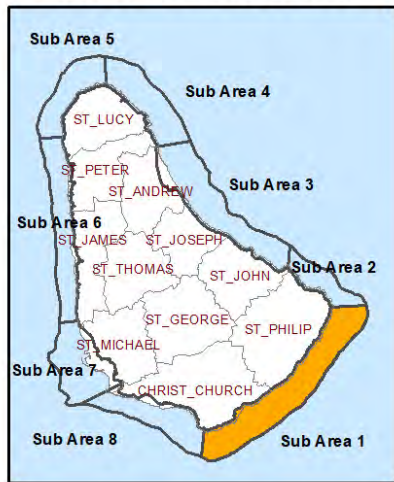 Sub Area 5
Sub Area 4
ST_LUCY
ST_PETER
Sub Area 3
ST_ANDREW
Sub Area 6
ST_JAMES
ST_JOSEPH
ST_THOMAS
ST_JOHN
Sub Area 2
ST_GEORGE
ST_PHILIP
ST_MICHAEL
Sub Area 7
CHRIST_CHURCH
Sub Area 8
Sub Area 1